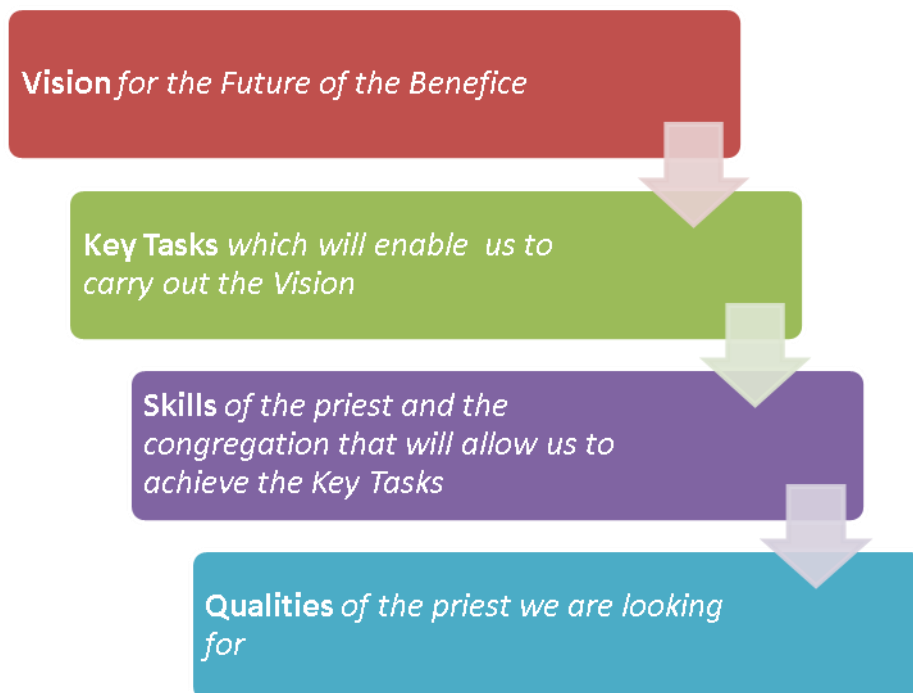 Vision for the Future of the Benefice
Key Tasks which will enable  us to
carry out the Vision
Skills of the priest and the
congregation that will allow us to
achieve the Key Tasks
Qualities of the priest we are looking
for